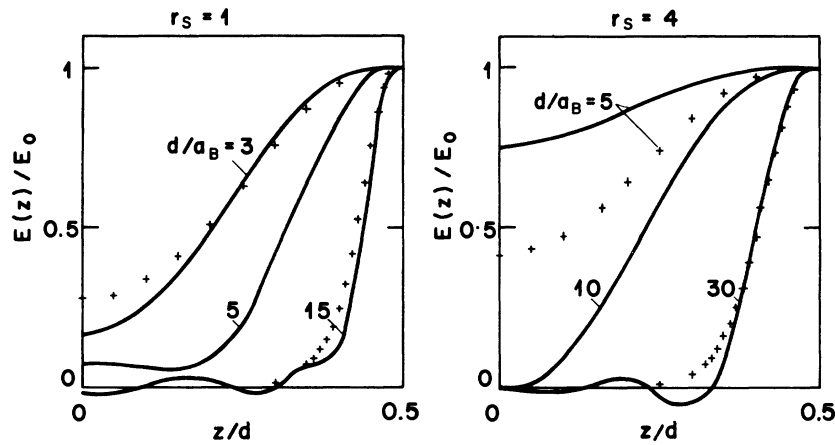 r_S = 1
E(z)/E_0
1
0.5
0
d/a_B = 3
5
15
0
0.5
z/d
r_S = 4
E(z)/E_0
1
0·5
0
d/a_B = 5
10
30
0
0.5
z/d